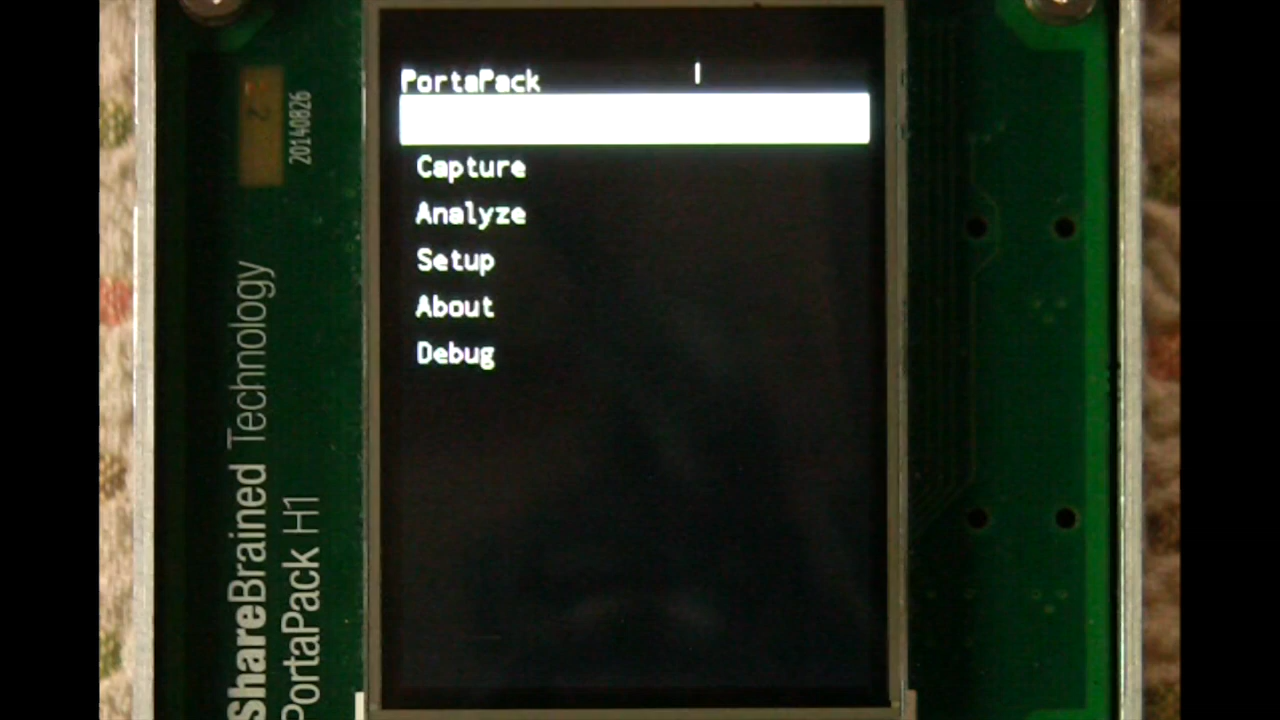 PortaPack
Capture
Analyze
Setup
About
Debug
20140826
ShareBrained Technology
PortaPack H1